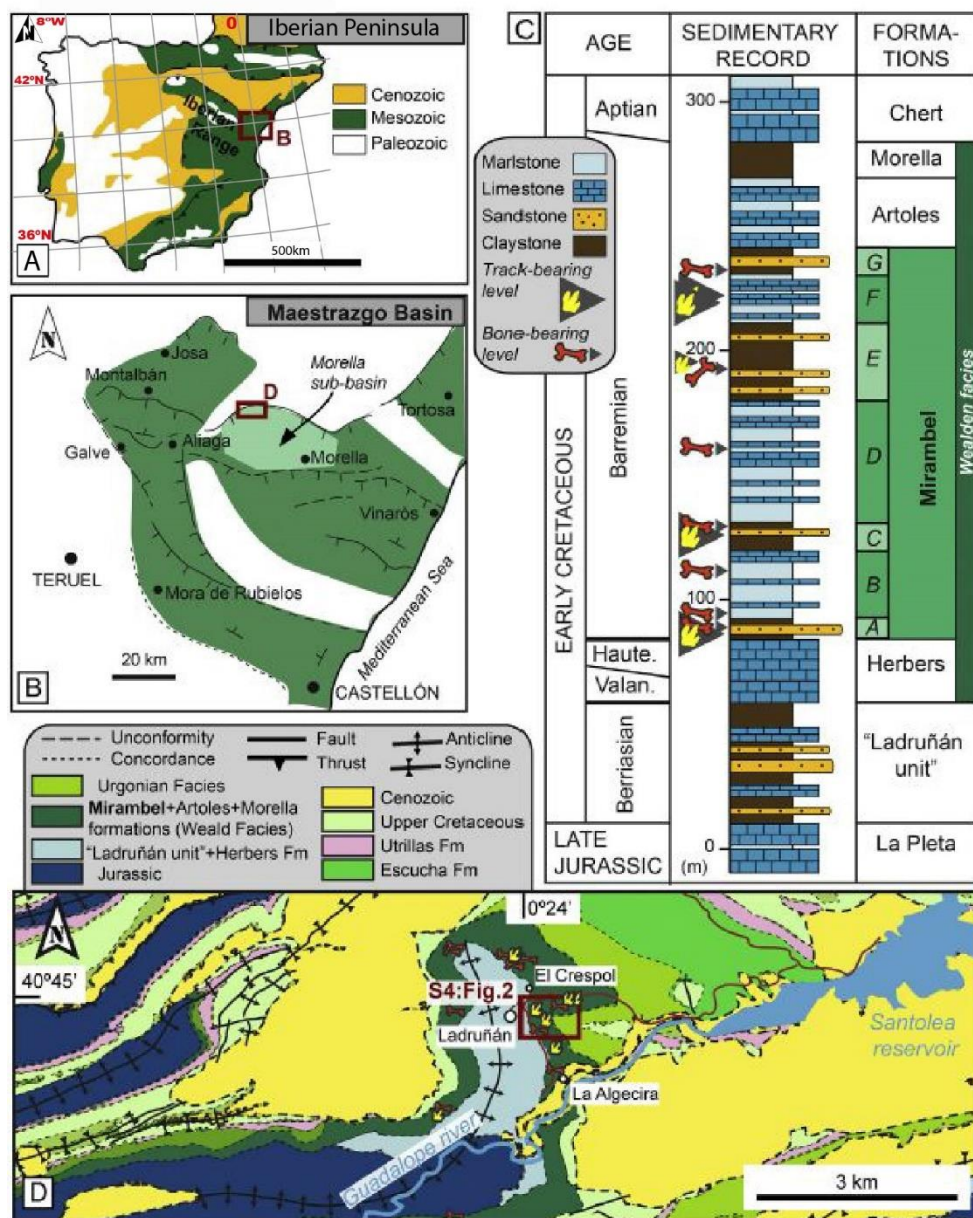 8°W
N
0
Iberian Peninsula
42°N
Iberian
Range
B
Cenozoic
Mesozoic
Paleozoic
36°N
500km
A
N
Maestrazgo Basin
Josa
Morella
sub-basin
Montalbán
D
Tortosa
Galve
Aliaga
Morella
Vinaròs
TERUEL
Mora de Rubielos
Mediterranean Sea
20 km
B
CASTELLÓN
C
AGE
SEDIMENTARY
RECORD
FORMA-
TIONS
Aptian
300
Chert
Morella
Artoles
Marlstone
Limestone
Sandstone
Claystone
Track-bearing
level
Bone-bearing
level
G
F
200
E
Barremian
D
Mirambel
Wealden facies
C
EARLY CRETACEOUS
B
100
A
Haute.
Valan.
Herbers
Berriasian
"Ladruñán
unit"
LATE
JURASSIC
0
(m)
La Pleta
Unconformity
Fault
Anticline
Concordance
Thrust
Syncline
Urgonian Facies
Mirambel+Artoles+Morella
formations (Weald Facies)
"Ladruñán unit"+Herbers Fm
Jurassic
Cenozoic
Upper Cretaceous
Utrillas Fm
Escucha Fm
N
0°24'
40°45'
El Crespol
S4:Fig.2
Ladruñán
Santolea
reservoir
La Algecira
Guadalope river
3 km
D